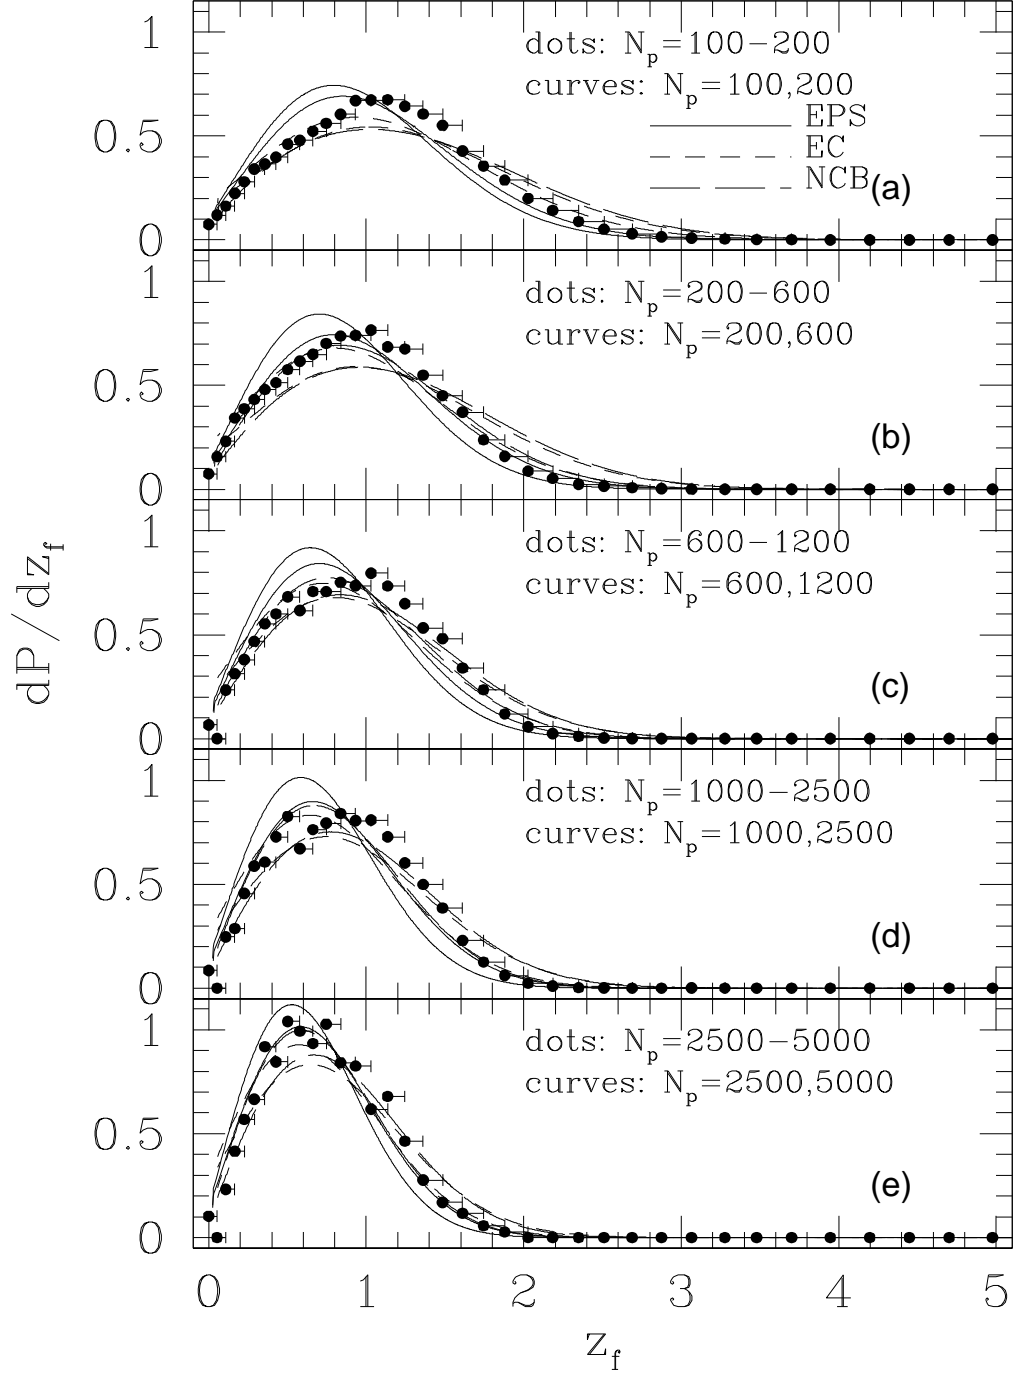 dP/dz_f
1
0.5
0
dots: N_p=100−200
curves: N_p=100,200
EPS
EC
NCB
(a)
1
0.5
0
dots: N_p=200−600
curves: N_p=200,600
(b)
1
0.5
0
dots: N_p=600−1200
curves: N_p=600,1200
(c)
1
0.5
0
dots: N_p=1000−2500
curves: N_p=1000,2500
(d)
1
0.5
0
dots: N_p=2500−5000
curves: N_p=2500,5000
(e)
0 1 2 3 4 5
z_f